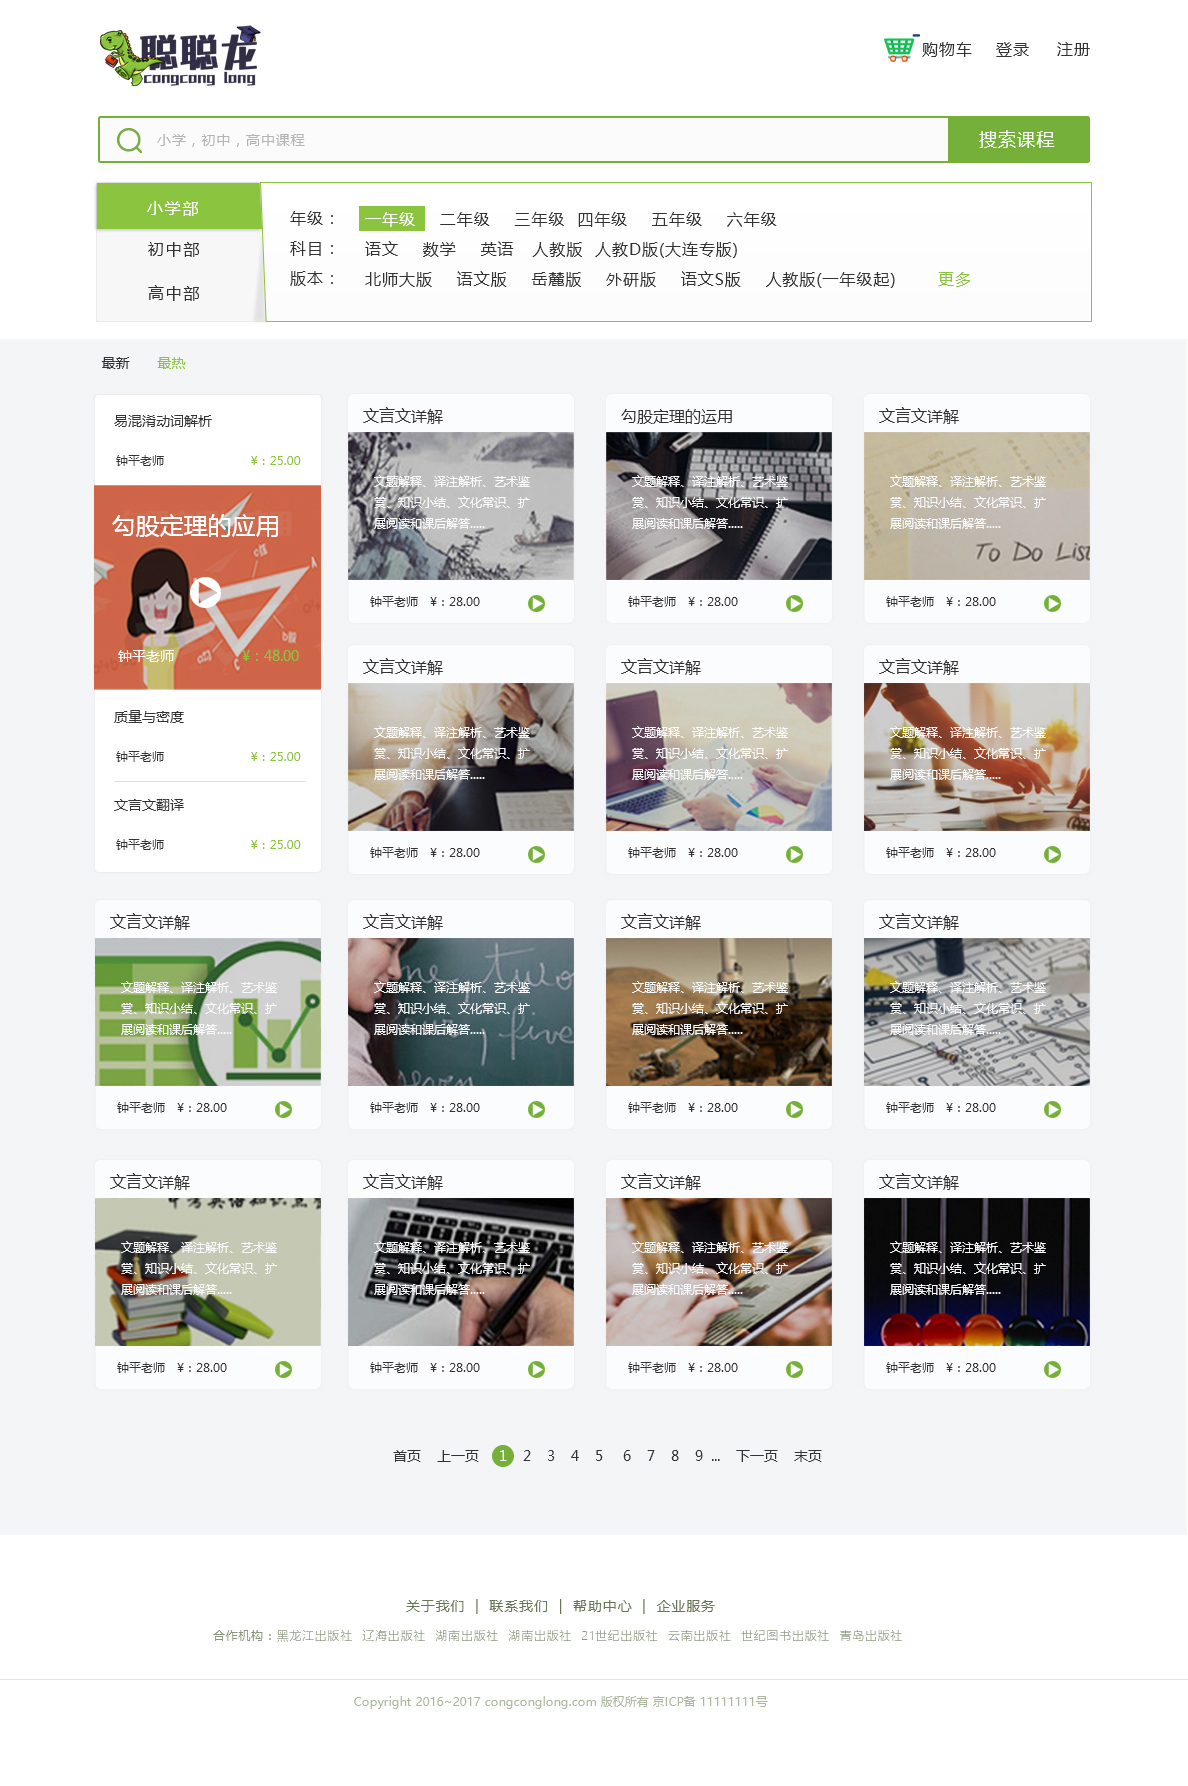 聪聪龙
congcong long
购物车 登录 注册
小学，初中，高中课程 搜索课程
小学部
初中部
高中部
年级： 一年级 二年级 三年级 四年级 五年级 六年级
科目： 语文 数学 英语 人教版 人教D版(大连专版)
版本： 北师大版 语文版 岳麓版 外研版 语文S版 人教版(一年级起) 更多
最新 最热
易混淆动词解析
钟平老师 ¥：25.00
勾股定理的应用
钟平老师 ¥：48.00
质量与密度
钟平老师 ¥：25.00
文言文翻译
钟平老师 ¥：25.00
文言文详解
文题解释、译注解析、艺术鉴
赏、知识小结、文化常识、扩
展阅读和课后解答.....
钟平老师 ¥：28.00
勾股定理的运用
文题解释、译注解析、艺术鉴
赏、知识小结、文化常识、扩
展阅读和课后解答.....
钟平老师 ¥：28.00
文言文详解
文题解释、译注解析、艺术鉴
赏、知识小结、文化常识、扩
展阅读和课后解答.....
To Do List
钟平老师 ¥：28.00
文言文详解
文题解释、译注解析、艺术鉴
赏、知识小结、文化常识、扩
展阅读和课后解答.....
钟平老师 ¥：28.00
文言文详解
文题解释、译注解析、艺术鉴
赏、知识小结、文化常识、扩
展阅读和课后解答.....
钟平老师 ¥：28.00
文言文详解
文题解释、译注解析、艺术鉴
赏、知识小结、文化常识、扩
展阅读和课后解答.....
钟平老师 ¥：28.00
文言文详解
文题解释、译注解析、艺术鉴
赏、知识小结、文化常识、扩
展阅读和课后解答.....
钟平老师 ¥：28.00
文言文详解
文题解释、译注解析、艺术鉴
赏、知识小结、文化常识、扩
展阅读和课后解答.....
two
钟平老师 ¥：28.00
文言文详解
文题解释、译注解析、艺术鉴
赏、知识小结、文化常识、扩
展阅读和课后解答.....
钟平老师 ¥：28.00
文言文详解
文题解释、译注解析、艺术鉴
赏、知识小结、文化常识、扩
展阅读和课后解答.....
钟平老师 ¥：28.00
文言文详解
文题解释、译注解析、艺术鉴
赏、知识小结、文化常识、扩
展阅读和课后解答.....
钟平老师 ¥：28.00
文言文详解
文题解释、译注解析、艺术鉴
赏、知识小结、文化常识、扩
展阅读和课后解答.....
钟平老师 ¥：28.00
文言文详解
文题解释、译注解析、艺术鉴
赏、知识小结、文化常识、扩
展阅读和课后解答.....
钟平老师 ¥：28.00
文言文详解
文题解释、译注解析、艺术鉴
赏、知识小结、文化常识、扩
展阅读和课后解答.....
钟平老师 ¥：28.00
首页 上一页 1 2 3 4 5 6 7 8 9 ... 下一页 末页
关于我们 | 联系我们 | 帮助中心 | 企业服务
合作机构：黑龙江出版社 辽海出版社 湖南出版社 湖南出版社 21世纪出版社 云南出版社 世纪图书出版社 青岛出版社
Copyright 2016~2017 congconglong.com 版权所有 京ICP备 11111111号